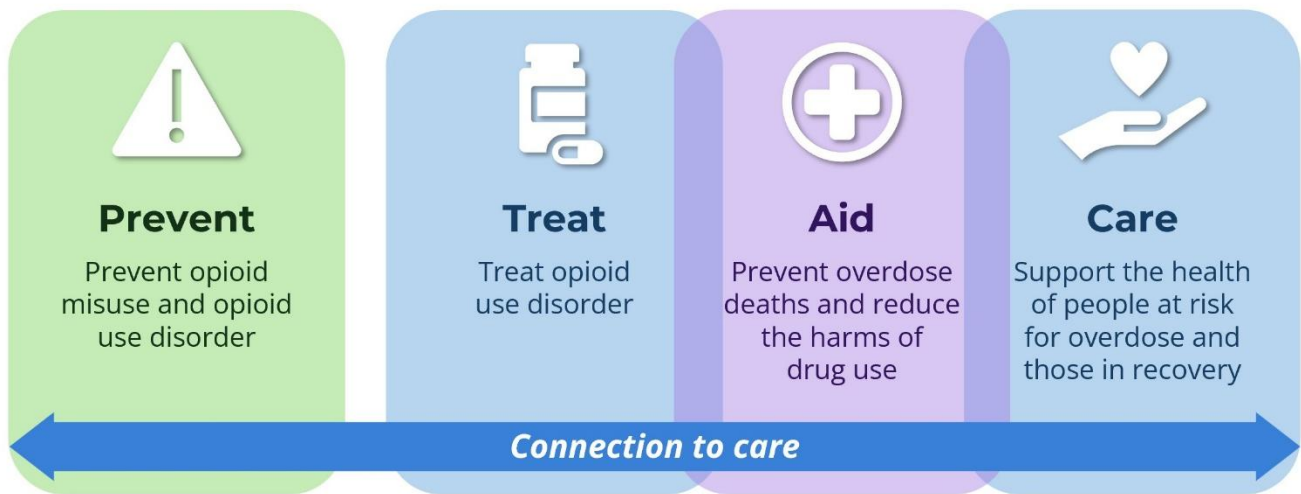 Prevent
Prevent opioid
misuse and opioid
use disorder
Treat
Treat opioid
use disorder
Aid
Prevent overdose
deaths and reduce
the harms of
drug use
Care
Support the health
of people at risk
for overdose and
those in recovery
Connection to care